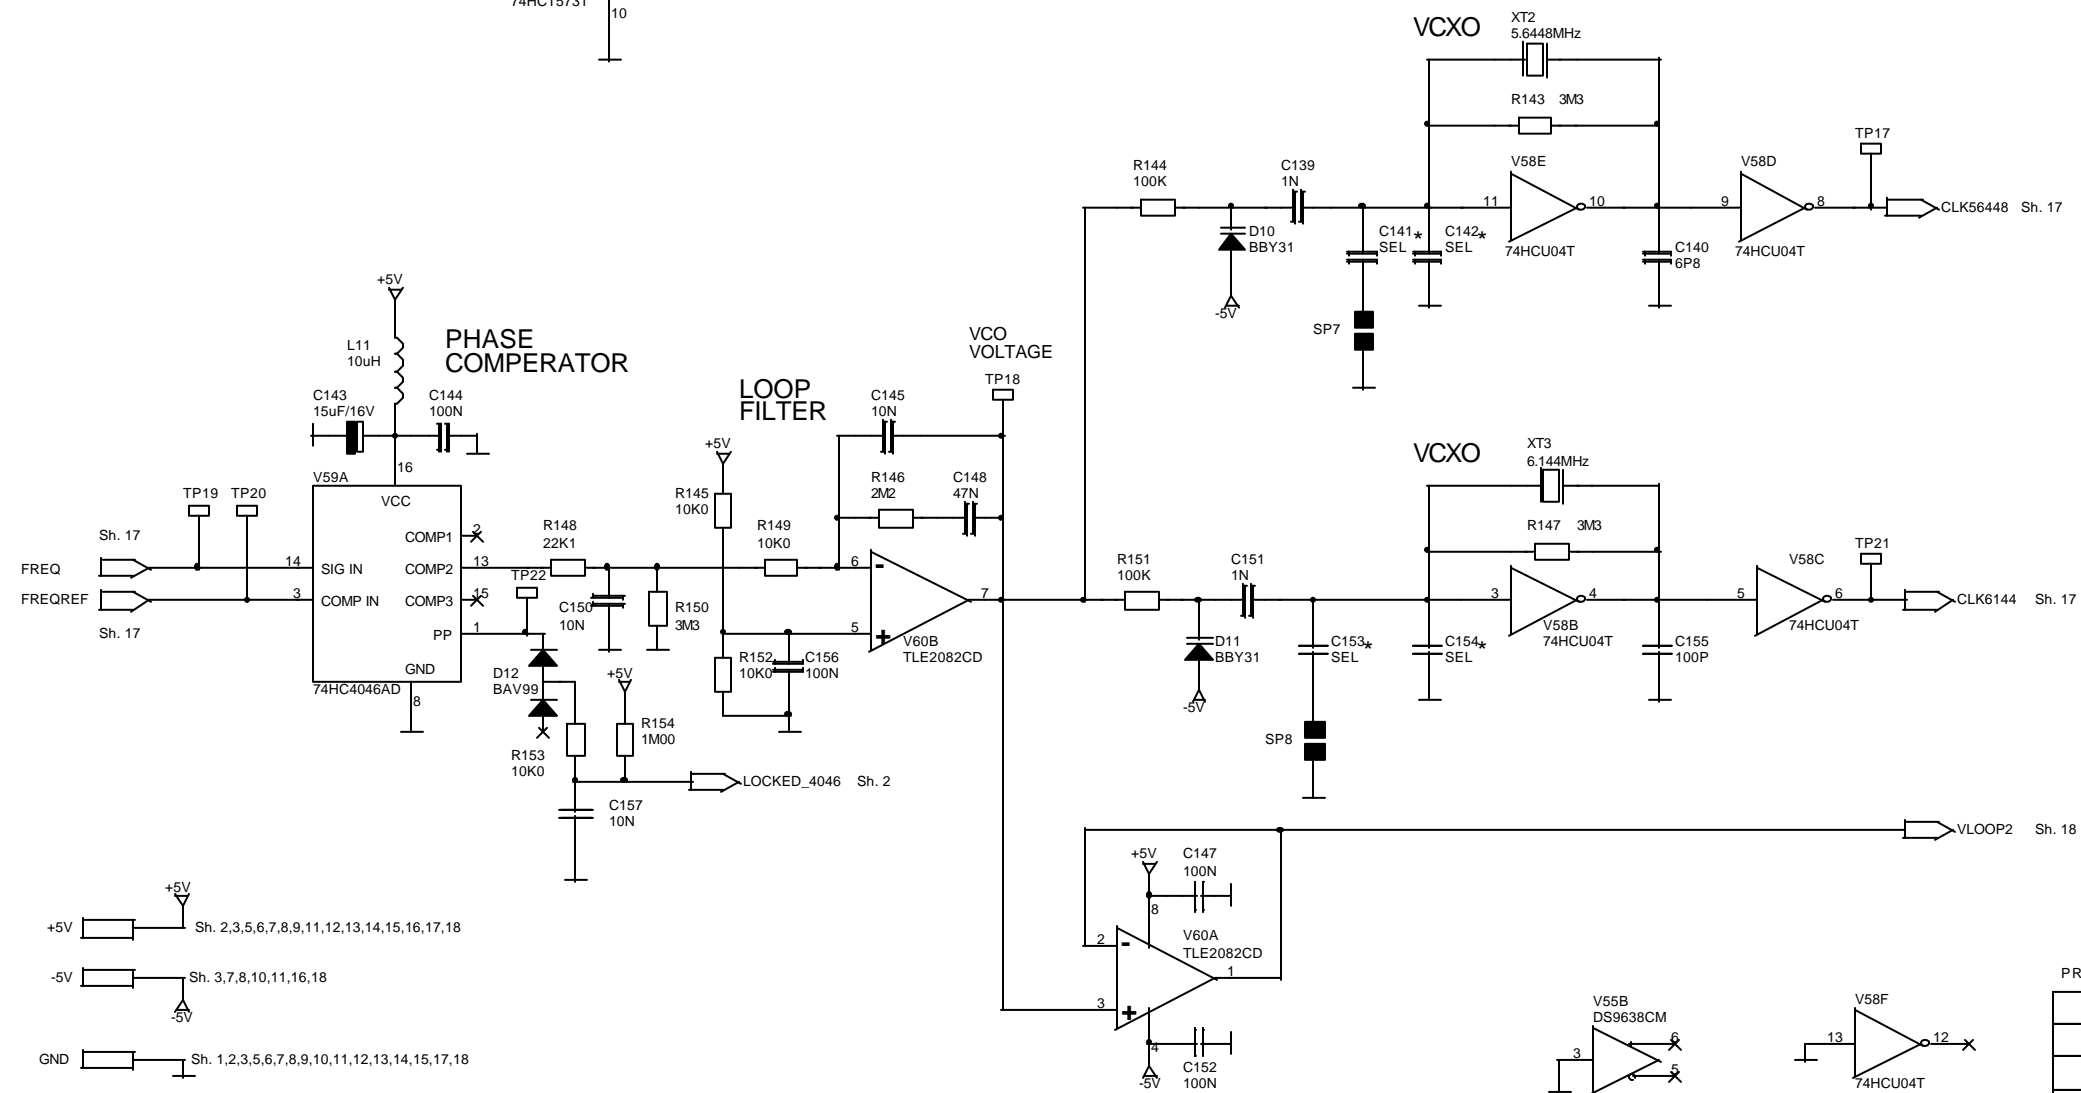 74HCT573T
10
VCXO
XT2
5.6448MHz
R143 3M3
TP17
R144
100K
C139
1N
V58E
V58D
11
10
9
8
CLK56448 Sh. 17
D10
BBY31
C141*
SEL
C142*
SEL
74HCU04T
74HCU04T
C140
6P8
-5V
SP7
+5V
L11
10uH
PHASE
COMPERATOR
C143
15uF/16V
C144
100N
16
VCO
VOLTAGE
TP18
LOOP
FILTER
C145
10N
+5V
R145
10K0
R146
2M2
C148
47N
VCXO
XT3
6.144MHz
R147 3M3
TP21
V59A
VCC
TP19
TP20
Sh. 17
FREQ
FREQREF
Sh. 17
14
3
SIG IN
COMP IN
COMP1
COMP2
COMP3
PP
GND
2
13
15
1
8
74HC4046AD
R148
22K1
TP22
C150
10N
R150
3M3
R149
10K0
6
-
5
+
7
V60B
TLE2082CD
R152
10K0
C156
100N
D12
BAV99
+5V
R154
1M00
R153
10K0
LOCKED_4046 Sh. 2
C157
10N
R151
100K
C151
1N
D11
BBY31
-5V
C153*
SEL
C154*
SEL
SP8
3
4
V58B
74HCU04T
C155
100P
V58C
5
6
74HCU04T
CLK6144 Sh. 17
VLOOP2 Sh. 18
+5V
C147
100N
8
V60A
TLE2082CD
2
-
3
+
1
4
-5V
C152
100N
+5V
+5V Sh. 2,3,5,6,7,8,9,11,12,13,14,15,16,17,18
-5V Sh. 3,7,8,10,11,16,18
-5V
GND Sh. 1,2,3,5,6,7,8,9,10,11,12,13,14,15,17,18
V55B
DS9638CM
3
6
5
V58F
13
12
74HCU04T
PR